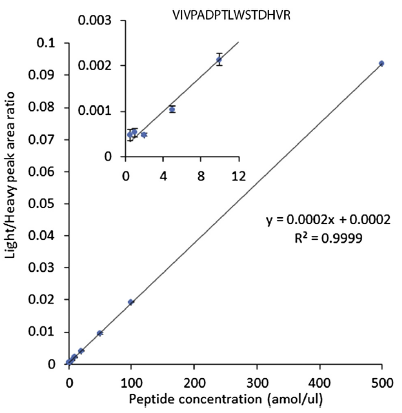 VIVPADPTLWSTDHVR
0.003
0.002
0.001
0
0 4 8 12
Light/Heavy peak area ratio
0.1
0.09
0.08
0.07
0.06
0.05
0.04
0.03
0.02
0.01
0
y = 0.0002x + 0.0002
R² = 0.9999
0 100 200 300 400 500
Peptide concentration (amol/ul)